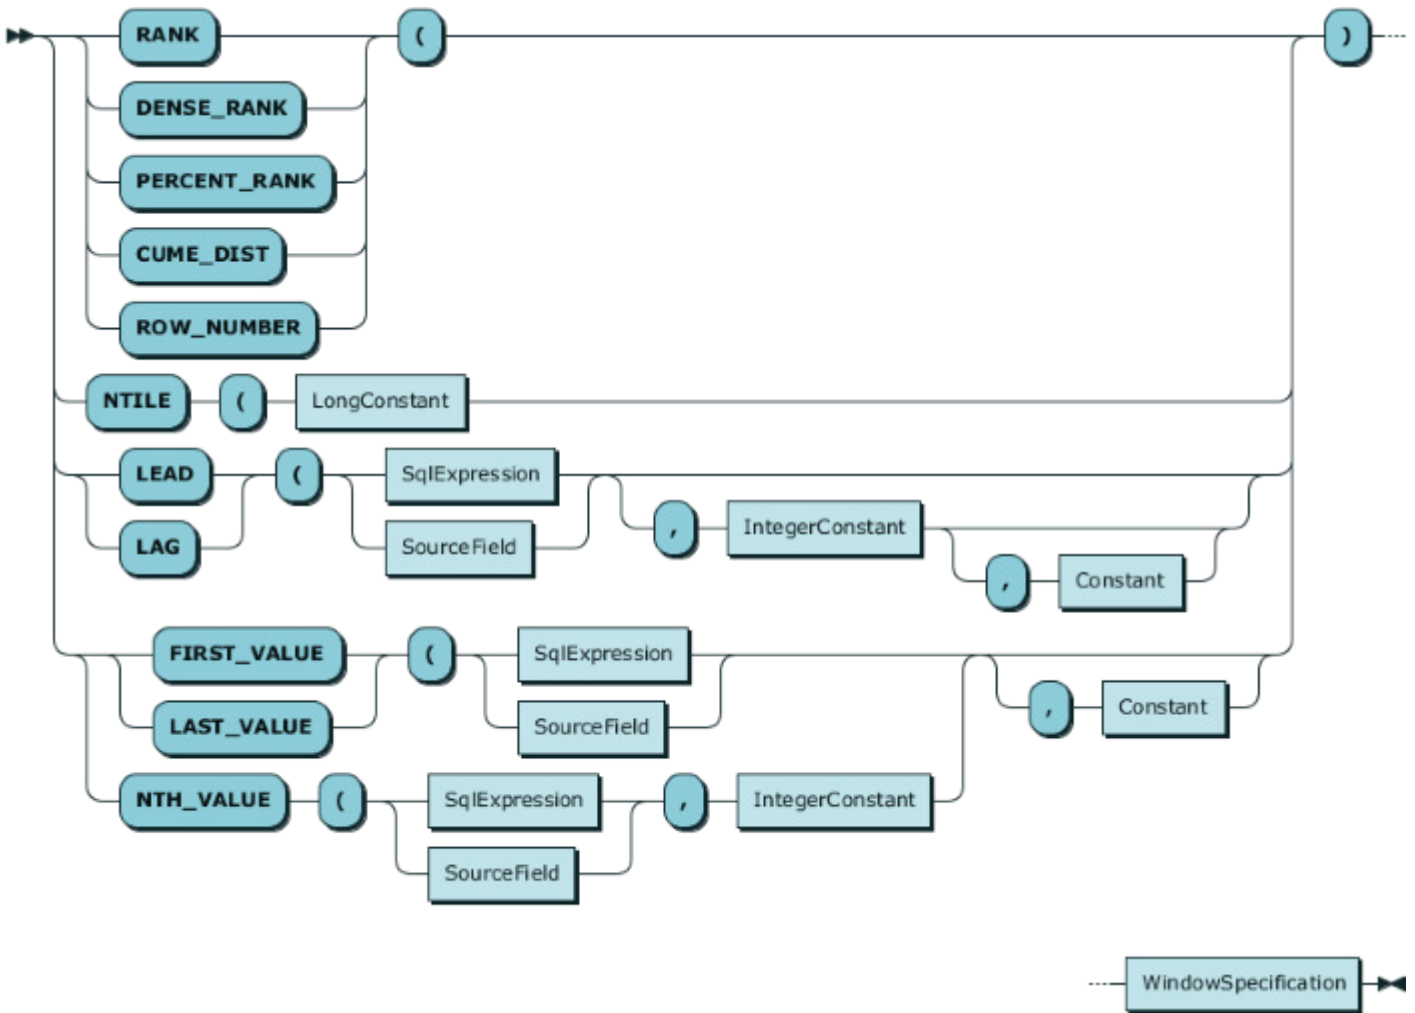 RANK ( )
DENSE_RANK
PERCENT_RANK
CUME_DIST
ROW_NUMBER
NTILE ( LongConstant
LEAD ( SqlExpression
LAG SourceField , IntegerConstant
, Constant
FIRST_VALUE ( SqlExpression
LAST_VALUE SourceField , Constant
NTH_VALUE ( SqlExpression , IntegerConstant
SourceField
WindowSpecification